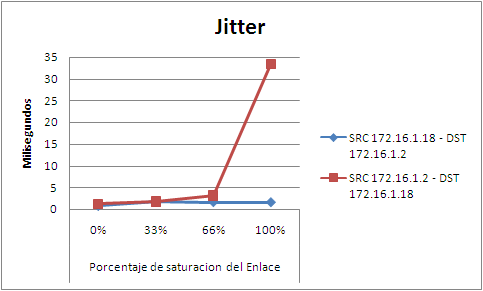 Jitter
Milisegundos
35
30
25
20
15
10
5
0
0% 33% 66% 100%
Porcentaje de saturacion del Enlace
SRC 172.16.1.18 - DST
172.16.1.2
SRC 172.16.1.2 - DST
172.16.1.18